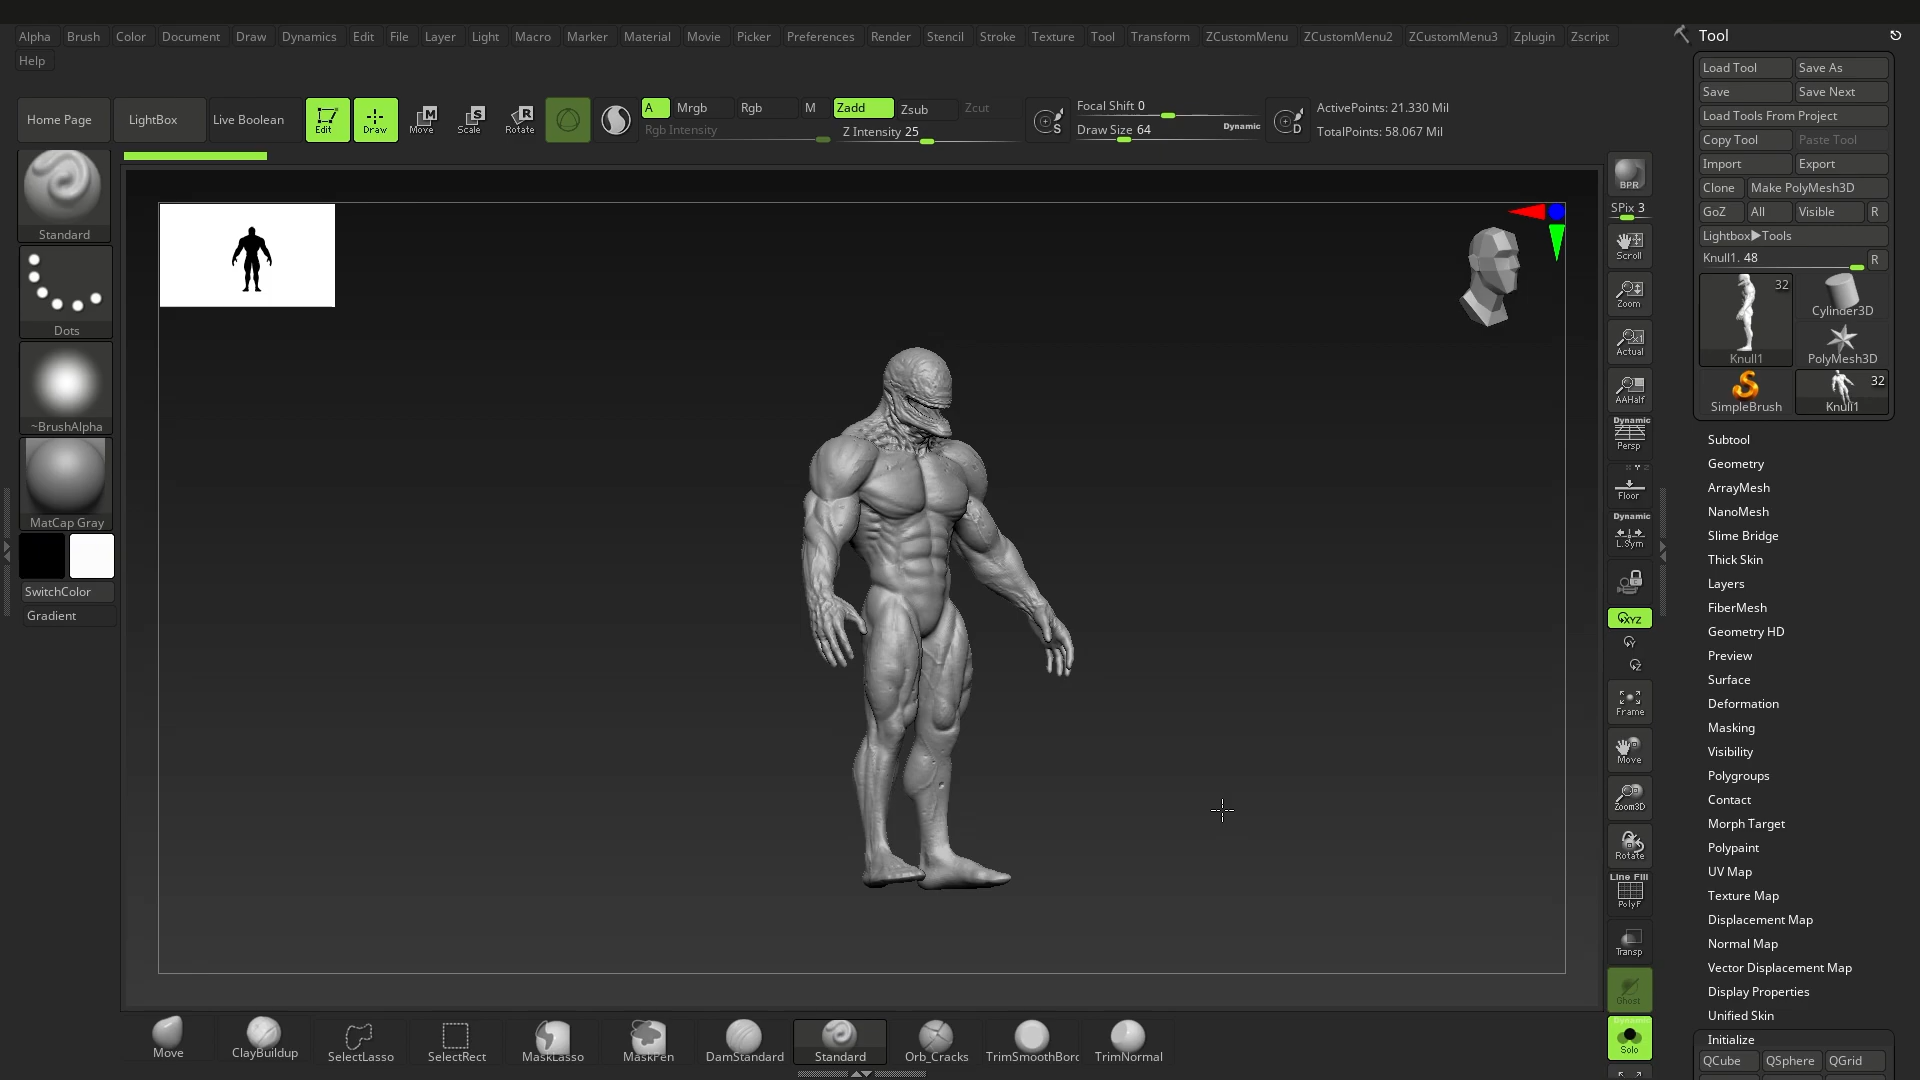 Alpha Brush Color Document Draw Dynamics Edit File Layer Light Macro Marker Material Movie Picker Preferences Render Stencil Stroke Texture Tool Transform ZCustomMenu ZCustomMenu2 ZCustomMenu3 Zplugin Zscript
Help
Home Page LightBox Live Boolean Edit Draw Move Scale Rotate
M S R
A Mrgb Rgb M Zadd Zsub Zcut
Rgb Intensity Z Intensity 25
S Focal Shift 0
Draw Size 64 Dynamic
D ActivePoints: 21.330 Mil
TotalPoints: 58.067 Mil
Standard
Dots
~BrushAlpha
MatCap Gray
SwitchColor
Gradient
BPR
SPix 3
Scroll
Zoom
Actual
AAHalf
Dynamic
Persp
Floor
Dynamic
L.Sym
XYZ
Y
Z
Frame
Move
Zoom3D
Rotate
Line Fill
PolyF
Transp
Ghost
Dynamic
Solo
Tool
Load Tool Save As
Save Save Next
Load Tools From Project
Copy Tool Paste Tool
Import Export
Clone Make PolyMesh3D
GoZ All Visible R
Lightbox▶Tools
Knull1. 48 R
32
Cylinder3D
Knull1 PolyMesh3D
32
SimpleBrush Knull1
Subtool
Geometry
ArrayMesh
NanoMesh
Slime Bridge
Thick Skin
Layers
FiberMesh
Geometry HD
Preview
Surface
Deformation
Masking
Visibility
Polygroups
Contact
Morph Target
Polypaint
UV Map
Texture Map
Displacement Map
Normal Map
Vector Displacement Map
Display Properties
Unified Skin
Initialize
QCube QSphere QGrid
Move ClayBuildup SelectLasso SelectRect MaskLasso MaskPen DamStandard Standard Orb_Cracks TrimSmoothBorc TrimNormal